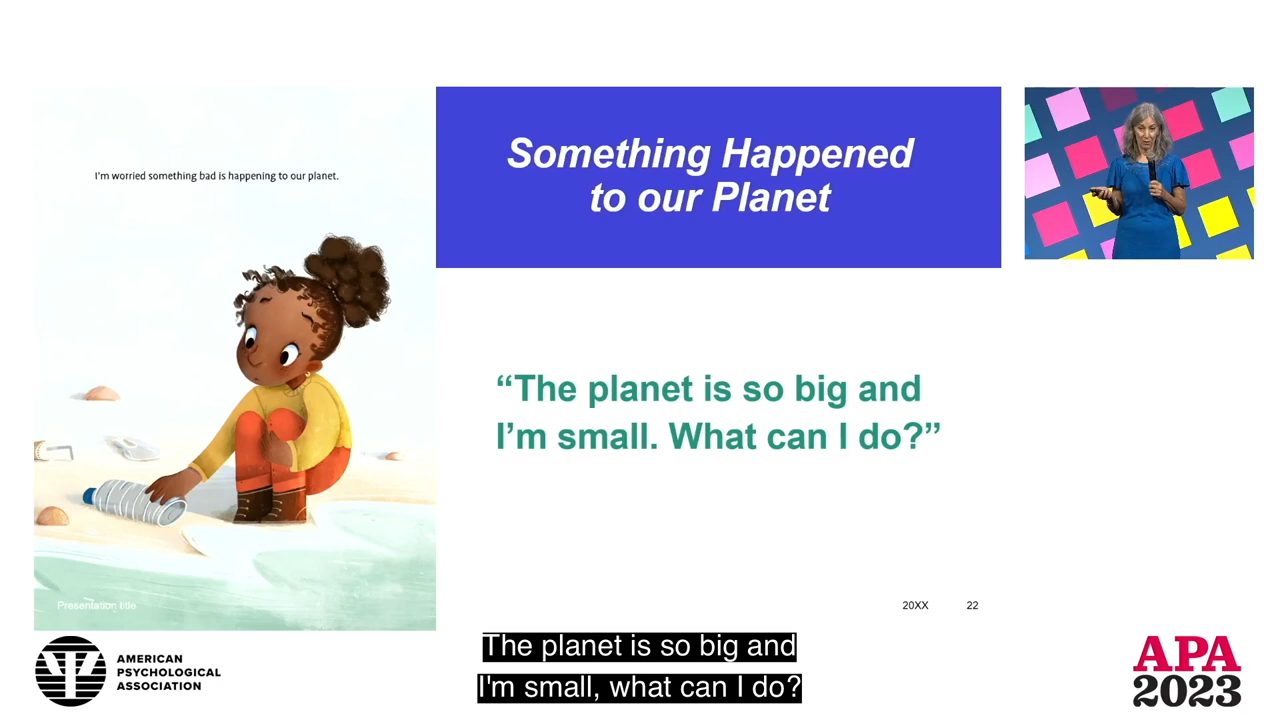 I'm worried something bad is happening to our planet.
Something Happened
to our Planet
“The planet is so big and
I’m small. What can I do?”
Presentation title
20XX
22
The planet is so big and
I'm small, what can I do?
AMERICAN
PSYCHOLOGICAL
ASSOCIATION
APA
2023